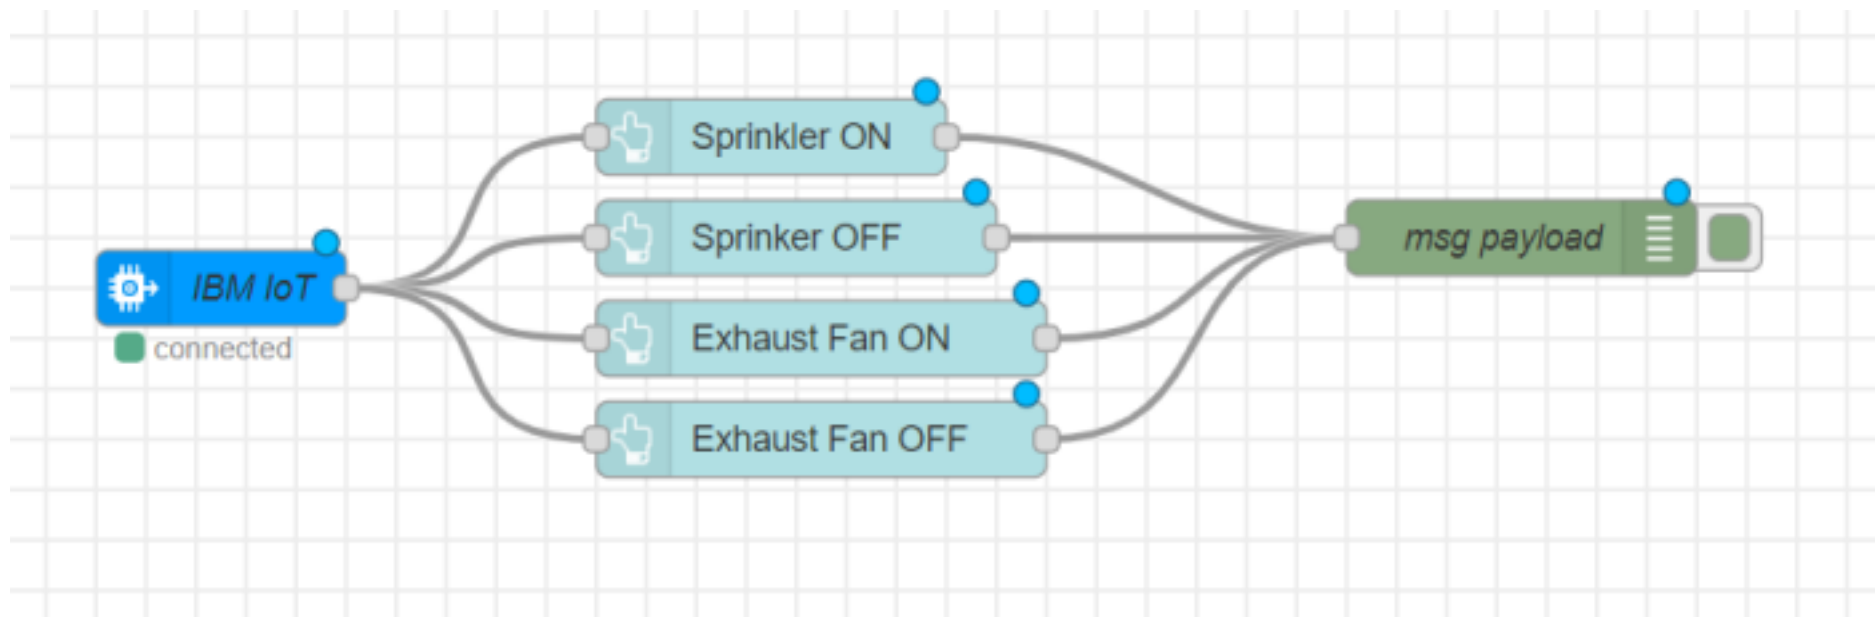 Sprinkler ON
Sprinker OFF
msg payload
IBM IoT
connected
Exhaust Fan ON
Exhaust Fan OFF